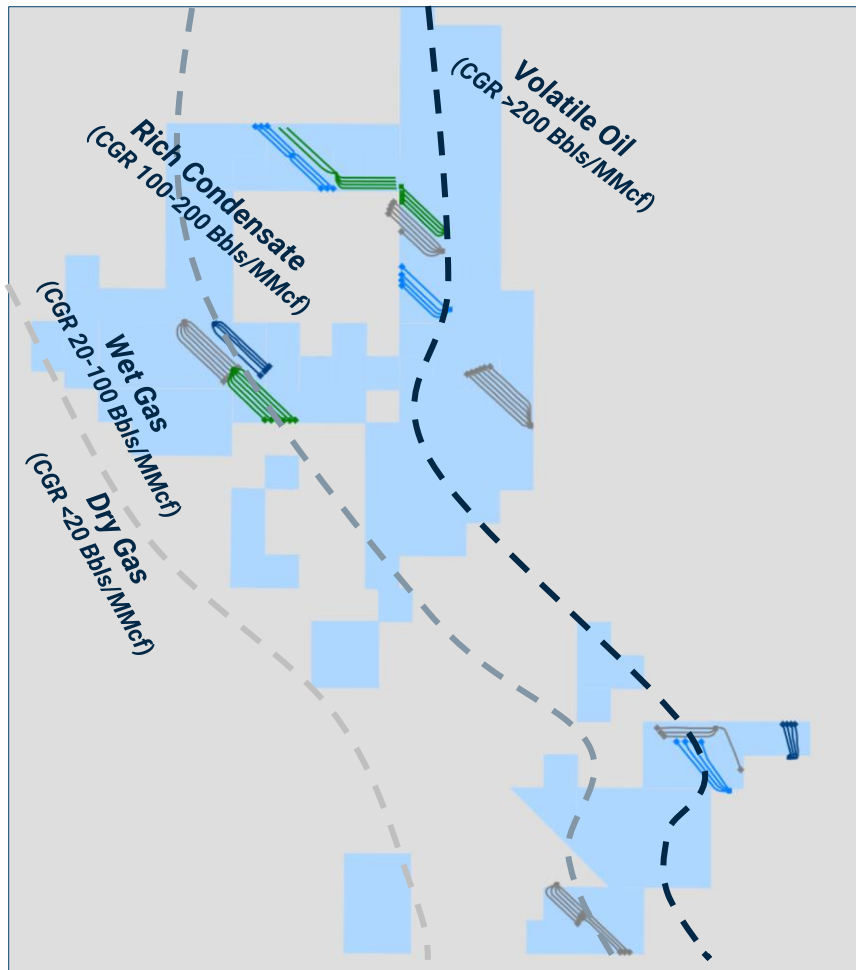 Volatile Oil
(CGR >200 Bbls/MMcf)
Rich Condensate
(CGR 100-200 Bbls/MMcf)
Wet Gas
(CGR 20-100 Bbls/MMcf)
Dry Gas
(CGR <20 Bbls/MMcf)